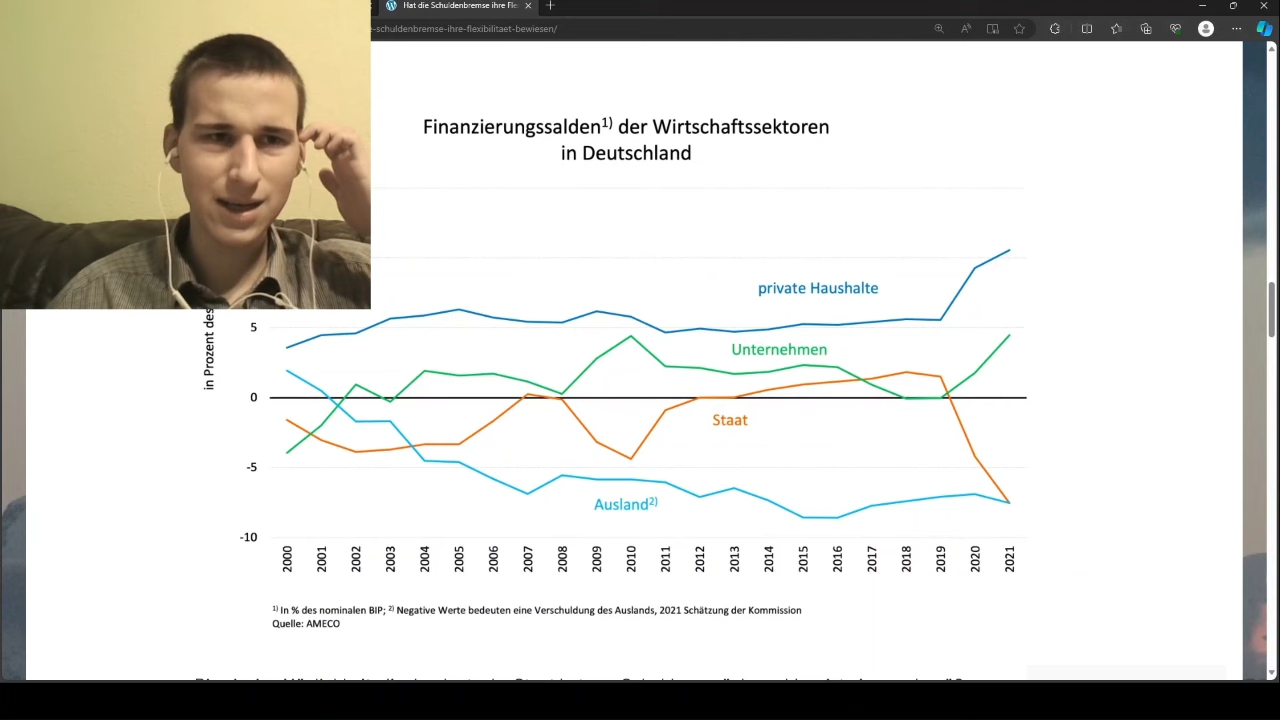 Hat die Schuldenbremse ihre Fle
-schuldenbremse-ihre-flexibilitaet-bewiesen/
Finanzierungssalden1) der Wirtschaftssektoren
in Deutschland
in Prozent des
private Haushalte
5
Unternehmen
0
Staat
-5
Ausland2)
-10
2000 2001 2002 2003 2004 2005 2006 2007 2008 2009 2010 2011 2012 2013 2014 2015 2016 2017 2018 2019 2020 2021
1) In % des nominalen BIP; 2) Negative Werte bedeuten eine Verschuldung des Auslands, 2021 Schätzung der Kommission
Quelle: AMECO